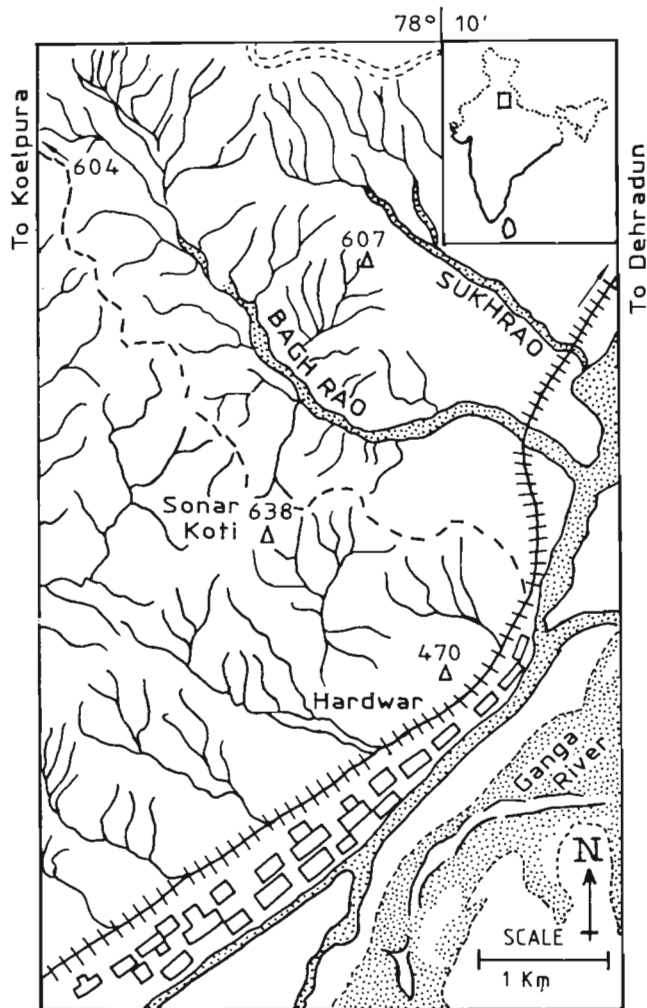 78° 10'
To Koelpura
604
607
To Dehradun
SUKHRAO
BAGH RAO
Sonar 638
Koti
470
Hardwar
Ganga
River
N
SCALE
1 Km